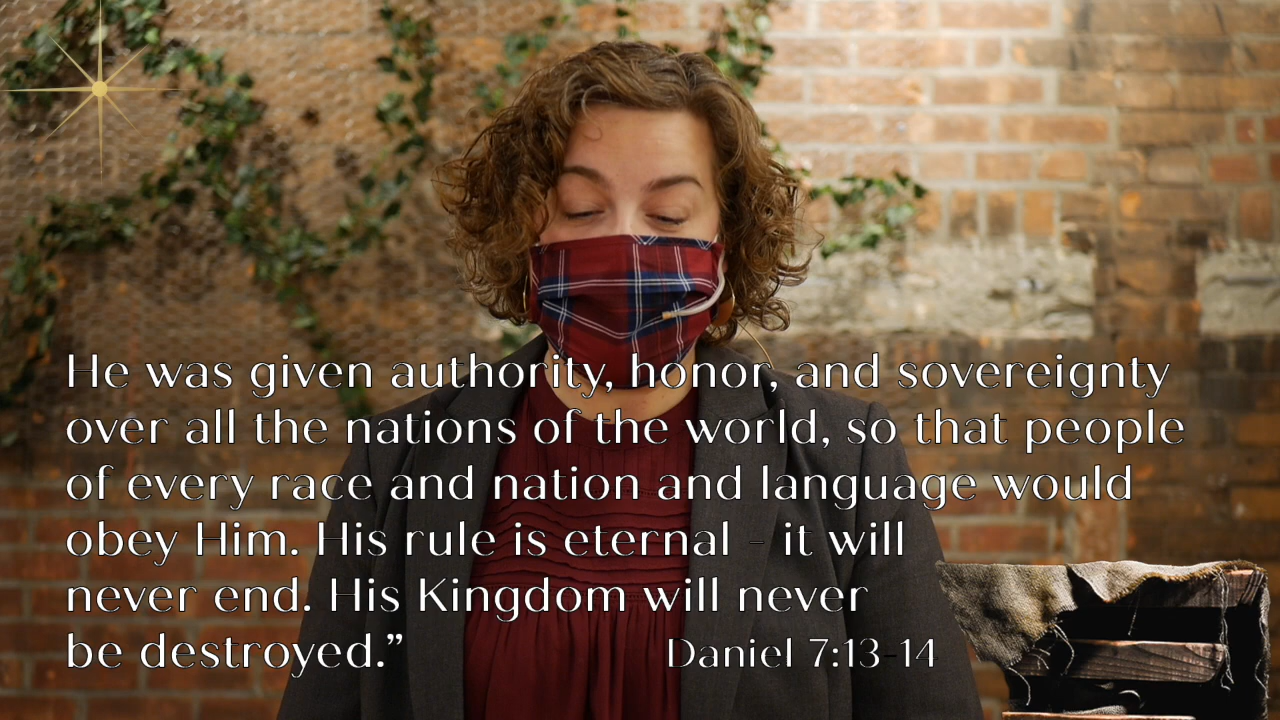 He was given authority, honor, and sovereignty
over all the nations of the world, so that people
of every race and nation and language would
obey Him. His rule is eternal - it will
never end. His Kingdom will never
be destroyed.”
Daniel 7:13-14